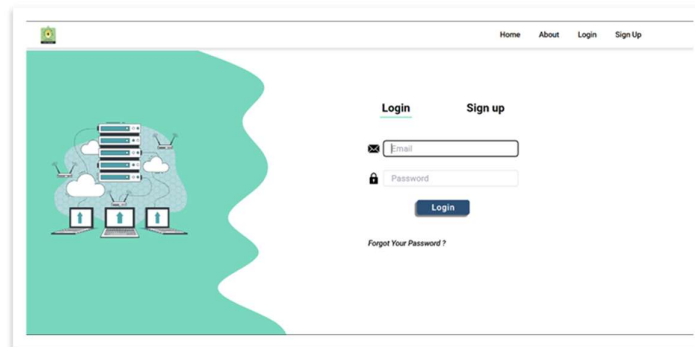 Home About Login Sign Up
Login Sign up
Email
Password
Login
Forgot Your Password ?